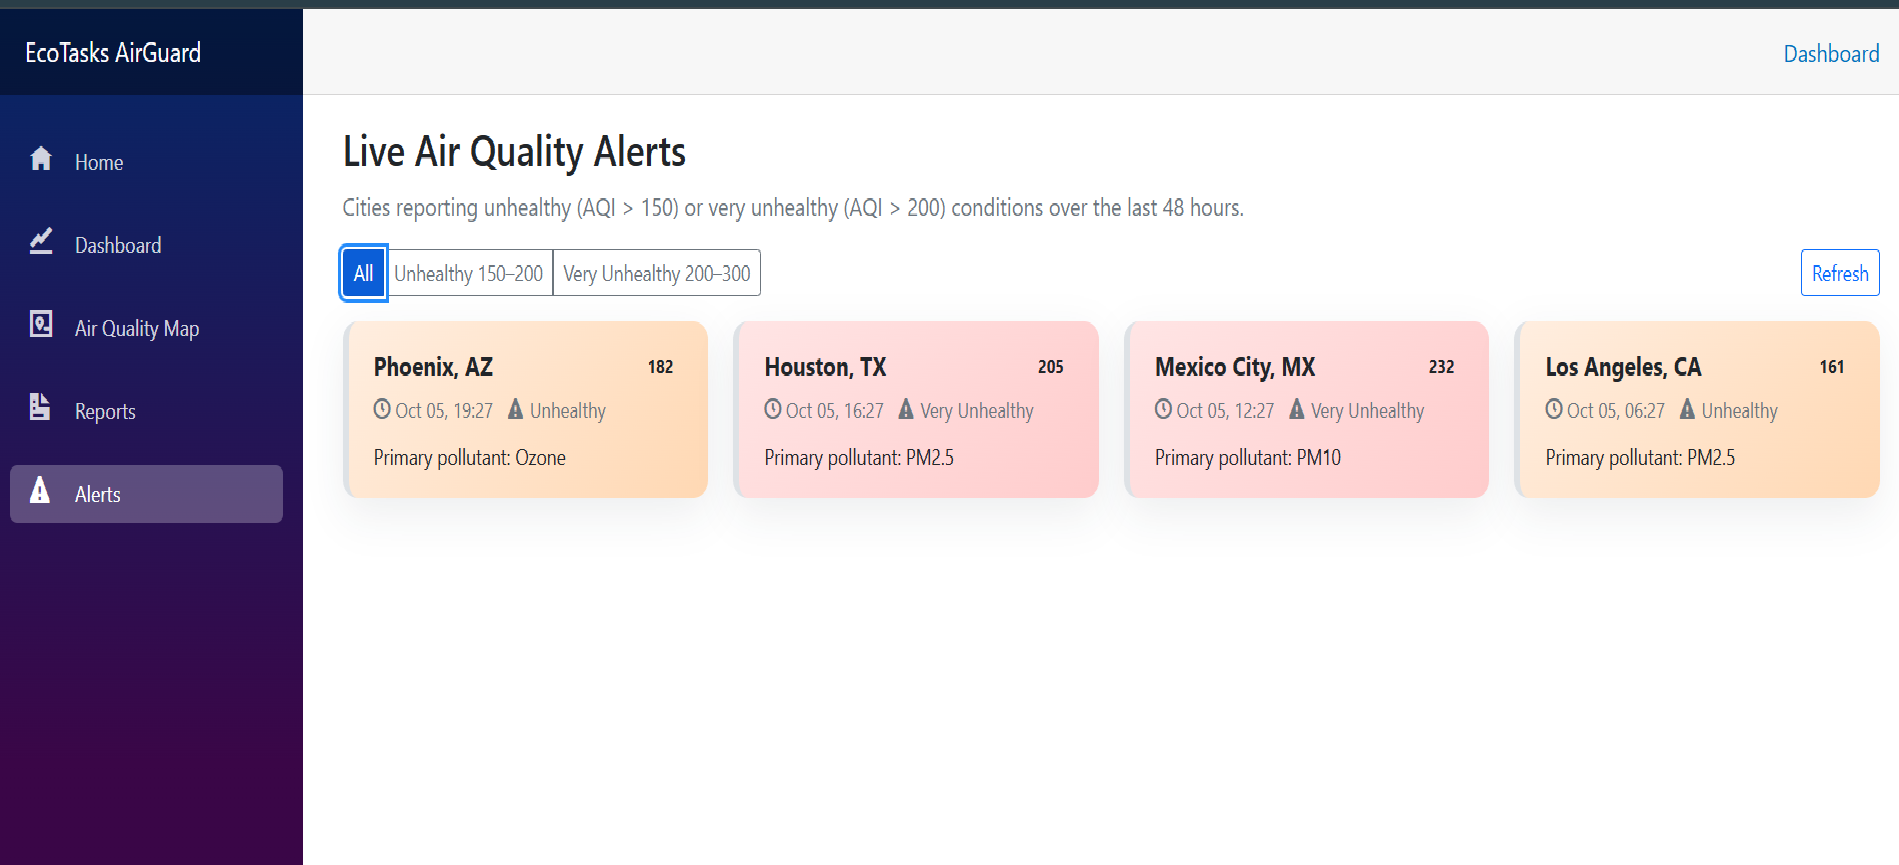 EcoTasks AirGuard
Dashboard
Home
Dashboard
Air Quality Map
Reports
Alerts
Live Air Quality Alerts
Cities reporting unhealthy (AQI > 150) or very unhealthy (AQI > 200) conditions over the last 48 hours.
All Unhealthy 150–200 Very Unhealthy 200–300 Refresh
Phoenix, AZ 182
Oct 05, 19:27 Unhealthy
Primary pollutant: Ozone
Houston, TX 205
Oct 05, 16:27 Very Unhealthy
Primary pollutant: PM2.5
Mexico City, MX 232
Oct 05, 12:27 Very Unhealthy
Primary pollutant: PM10
Los Angeles, CA 161
Oct 05, 06:27 Unhealthy
Primary pollutant: PM2.5